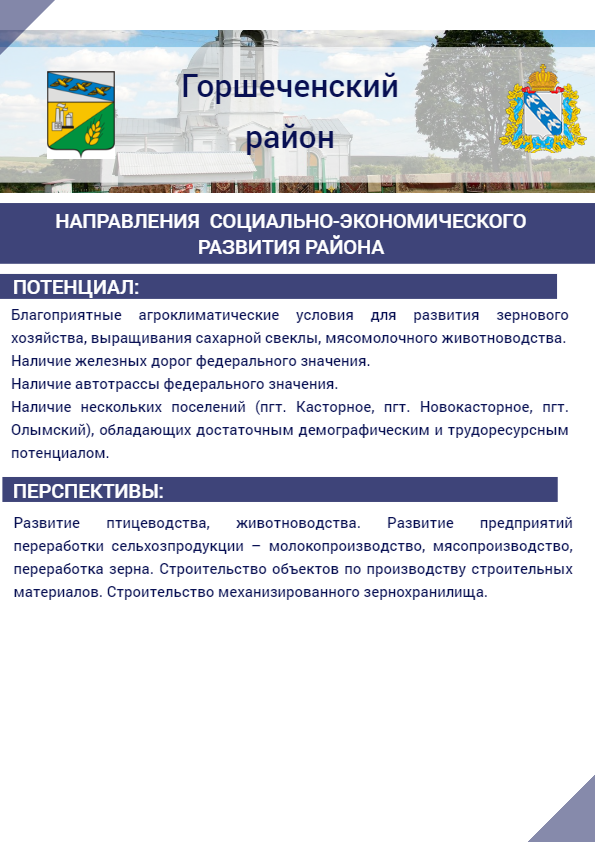 Горшеченский
район
НАПРАВЛЕНИЯ СОЦИАЛЬНО-ЭКОНОМИЧЕСКОГО
РАЗВИТИЯ РАЙОНА
ПОТЕНЦИАЛ:
Благоприятные агроклиматические условия для развития зернового
хозяйства, выращивания сахарной свеклы, мясомолочного животноводства.
Наличие железных дорог федерального значения.
Наличие автотрассы федерального значения.
Наличие нескольких поселений (пгт. Касторное, пгт. Новокасторное, пгт.
Олымский), обладающих достаточным демографическим и трудоресурсным
потенциалом.
ПЕРСПЕКТИВЫ:
Развитие птицеводства, животноводства. Развитие предприятий
переработки сельхозпродукции – молокопроизводство, мясопроизводство,
переработка зерна. Строительство объектов по производству строительных
материалов. Строительство механизированного зернохранилища.